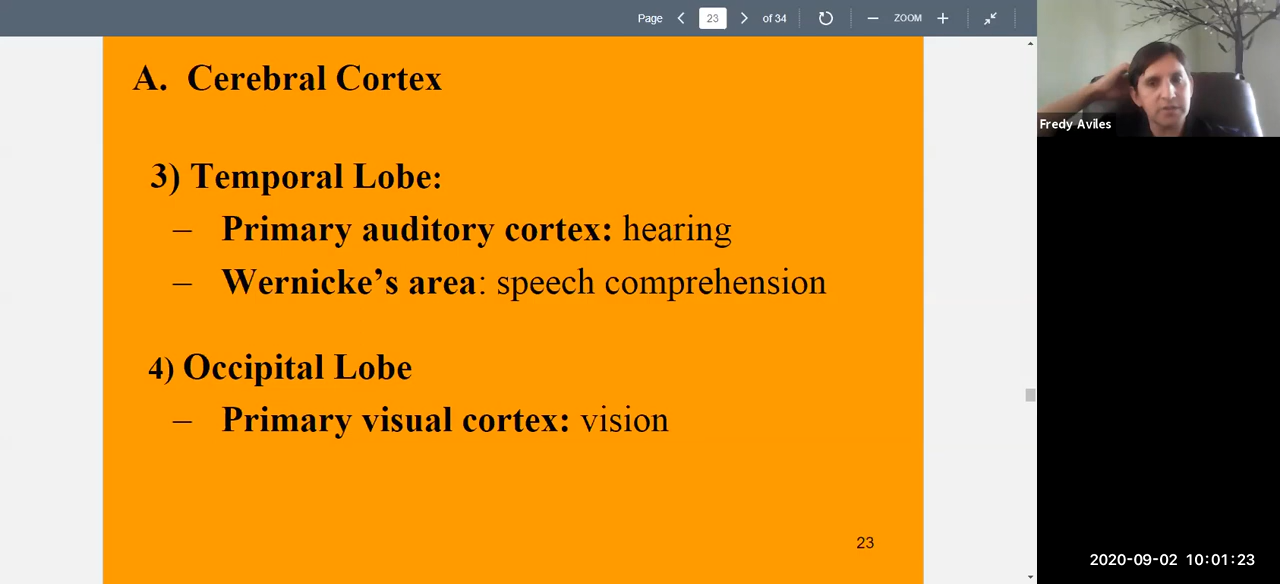 Page 23 of 34 ZOOM
A. Cerebral Cortex
3) Temporal Lobe:
– Primary auditory cortex: hearing
– Wernicke’s area: speech comprehension
4) Occipital Lobe
– Primary visual cortex: vision
23
Fredy Aviles
2020-09-02 10:01:23